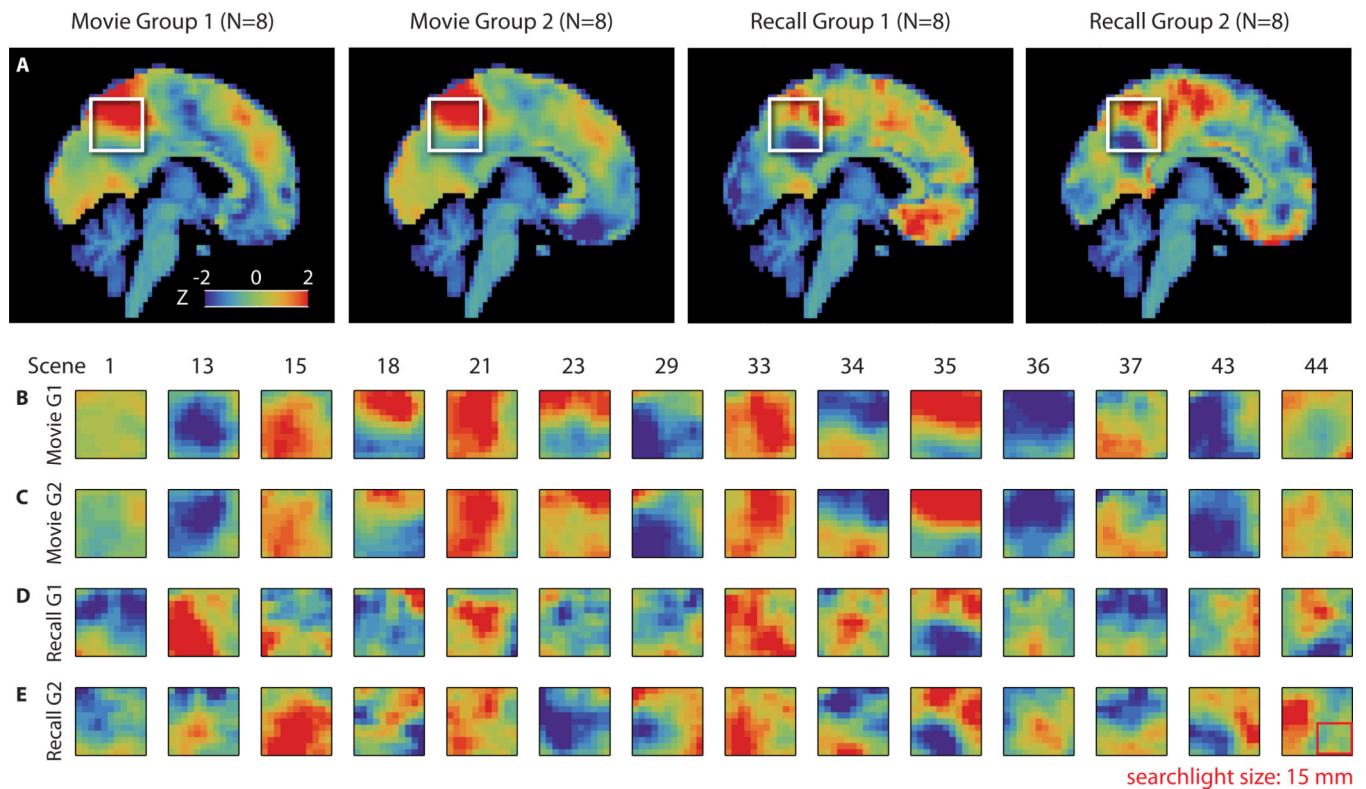 Movie Group 1 (N=8) Movie Group 2 (N=8) Recall Group 1 (N=8) Recall Group 2 (N=8)
A
-2 0 2
Z
Scene 1 13 15 18 21 23 29 33 34 35 36 37 43 44
B Movie G1
C Movie G2
D Recall G1
E Recall G2
searchlight size: 15 mm